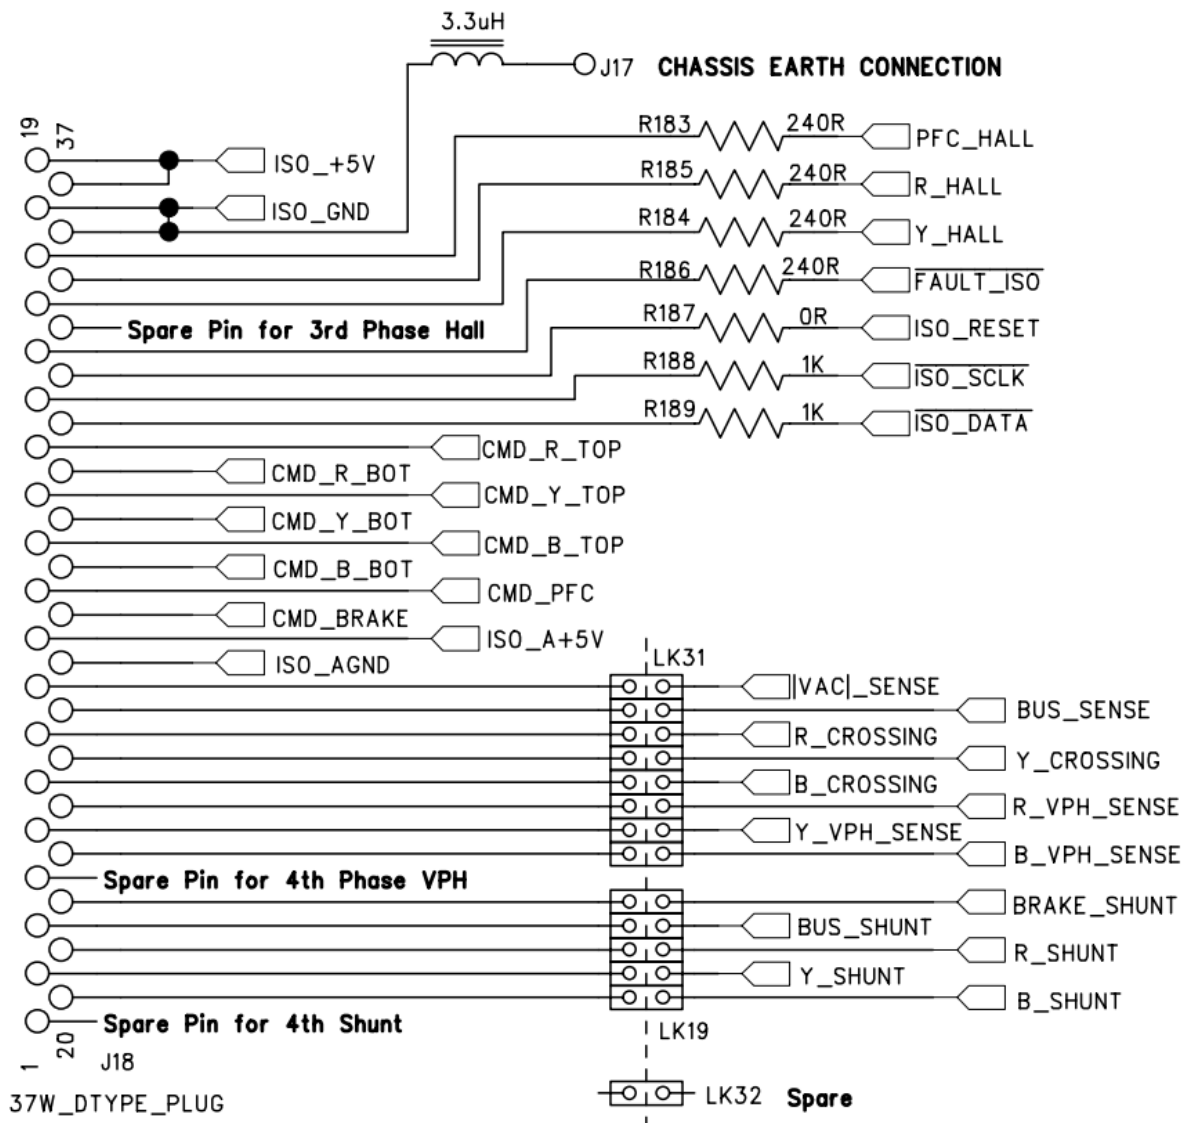 3.3uH
J17 CHASSIS EARTH CONNECTION
19
37
R183 240R PFC_HALL
ISO_+5V
R185 240R R_HALL
ISO_GND
R184 240R Y_HALL
R186 240R FAULT_ISO
Spare Pin for 3rd Phase Hall
R187 0R ISO_RESET
R188 1K ISO_SCLK
R189 1K ISO_DATA
CMD_R_TOP
CMD_R_BOT
CMD_Y_TOP
CMD_Y_BOT
CMD_B_TOP
CMD_B_BOT
CMD_PFC
CMD_BRAKE
ISO_A+5V
ISO_AGND
LK31
|VAC|_SENSE
BUS_SENSE
R_CROSSING
Y_CROSSING
B_CROSSING
R_VPH_SENSE
Y_VPH_SENSE
B_VPH_SENSE
Spare Pin for 4th Phase VPH
BRAKE_SHUNT
BUS_SHUNT
R_SHUNT
Y_SHUNT
B_SHUNT
Spare Pin for 4th Shunt
LK19
1
20
J18
37W_DTYPE_PLUG
LK32 Spare